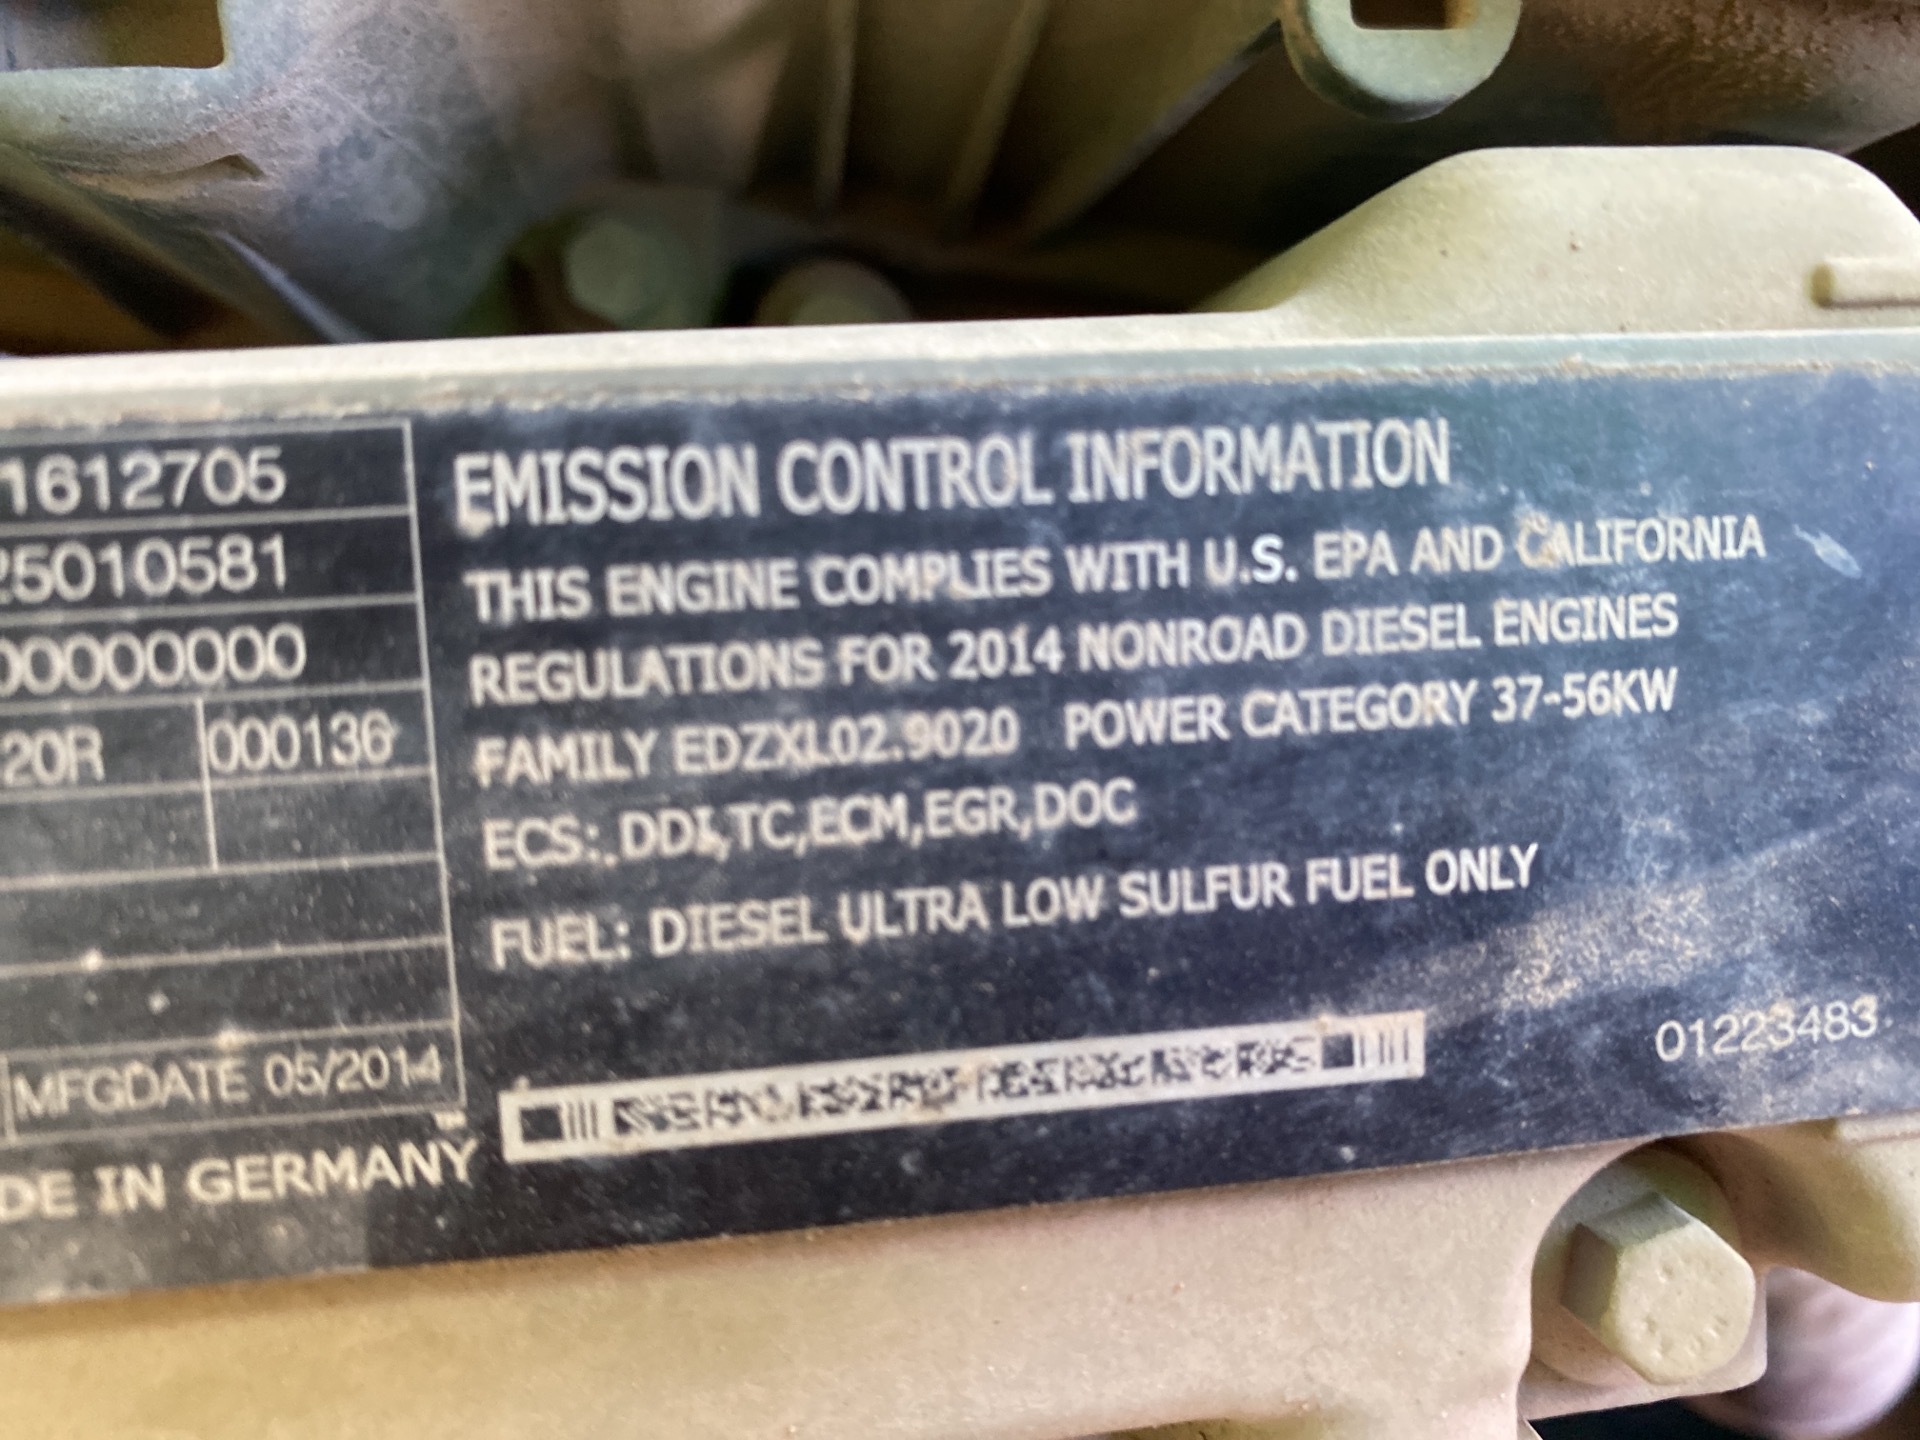 1612705
25010581
00000000
20R 000136
MFGDATE 05/2014
DE IN GERMANY
EMISSION CONTROL INFORMATION
THIS ENGINE COMPLIES WITH U.S. EPA AND CALIFORNIA
REGULATIONS FOR 2014 NONROAD DIESEL ENGINES
FAMILY EDZXL02.9020 POWER CATEGORY 37-56KW
ECS: DDI,TC,ECM,EGR,DOC
FUEL: DIESEL ULTRA LOW SULFUR FUEL ONLY
01223483